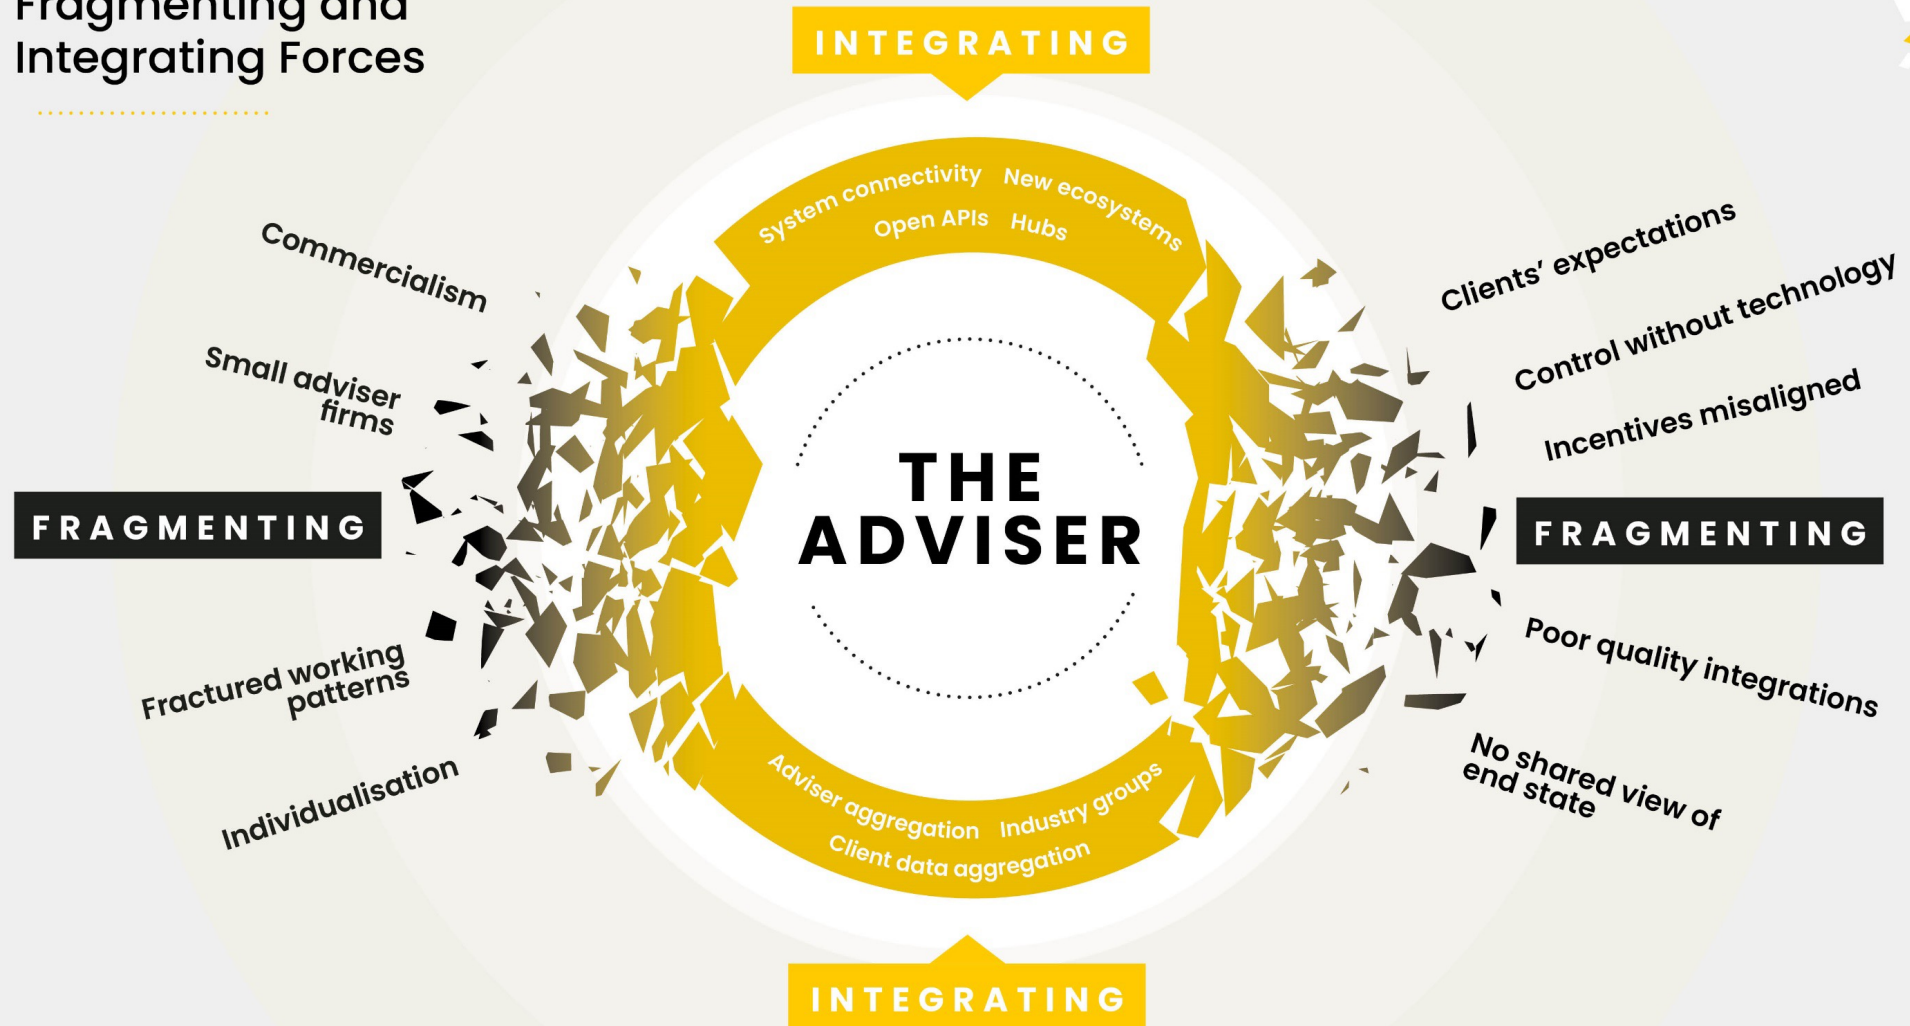 Fragmenting and
Integrating Forces
INTEGRATING
System connectivity New ecosystems
Open APIs Hubs
Commercialism
Small adviser
firms
FRAGMENTING
Fractured working
patterns
Individualisation
THE
ADVISER
Clients’ expectations
Control without technology
Incentives misaligned
FRAGMENTING
Poor quality integrations
No shared view of
end state
Adviser aggregation Industry groups
Client data aggregation
INTEGRATING